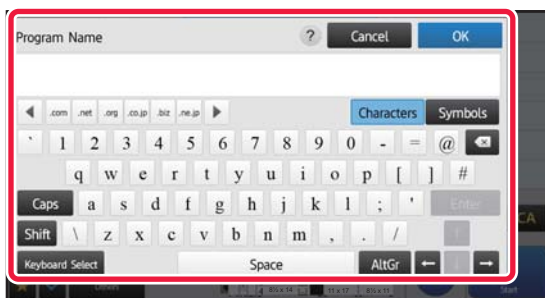 Program Name ? Cancel OK
.com .net .org .co.jp .biz .ne.jp Characters Symbols
` 1 2 3 4 5 6 7 8 9 0 - = @
q w e r t y u i o p [ ] #
Caps a s d f g h j k l ; ' Enter
Shift \ z x c v b n m , . /
CA
Keyboard Select Space AltGr
8½x14 11x17 8½x11 Start